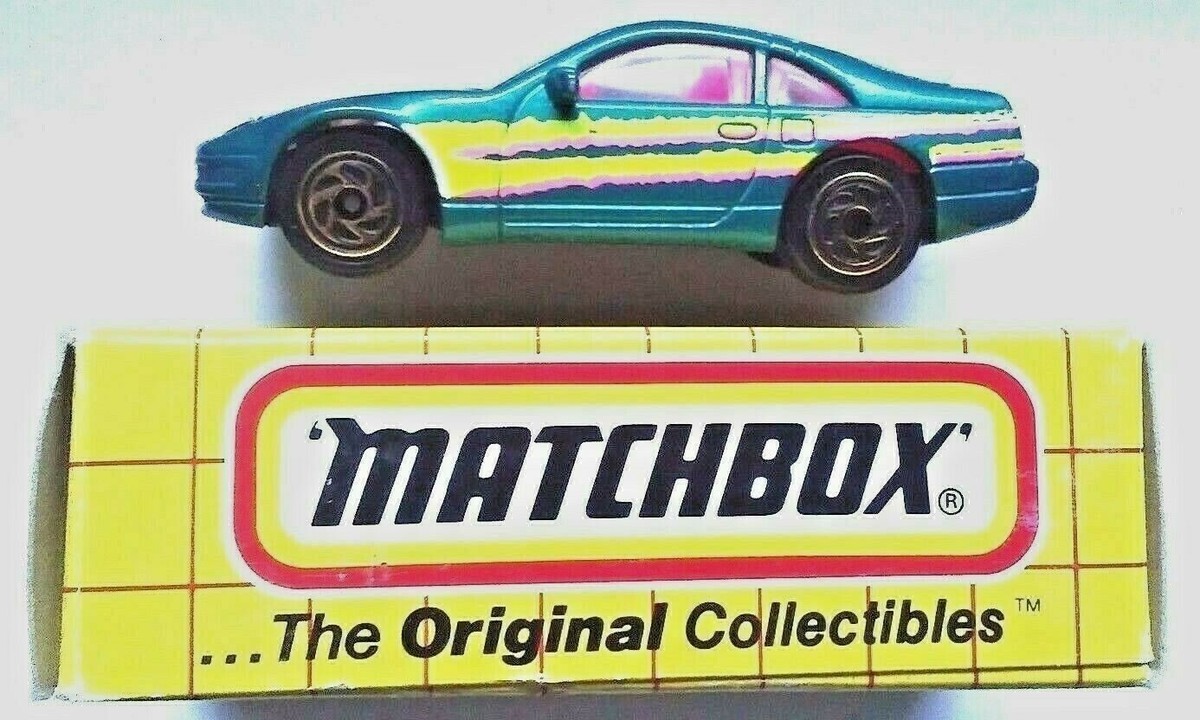 'MATCHBOX'®
...The Original Collectibles™